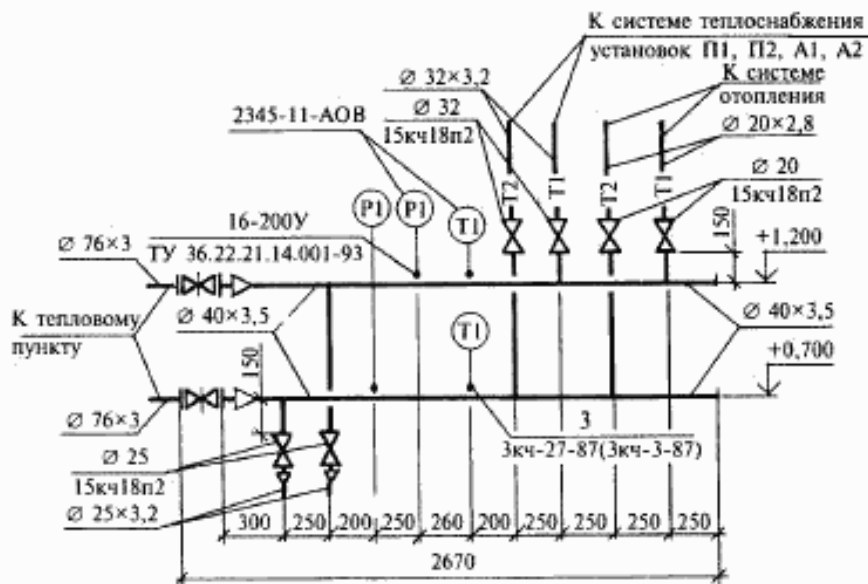 К системе теплоснабжения
установок П1, П2, А1, А2
∅ 32×3,2
К системе
отопления
2345-11-АОВ
∅ 32
15кч18п2
∅ 20×2,8
∅ 20
15кч18п2
Т2
Т1
Т2
Т1
Р1
Р1
Т1
16-200У
ТУ 36.22.21.14.001-93
150
+1,200
∅ 76×3
К тепловому
пункту
∅ 40×3,5
Т1
∅ 40×3,5
150
+0,700
∅ 76×3
3
3кч-27-87(3кч-3-87)
∅ 25
15кч18п2
∅ 25×3,2
300 250 200 250 260 200 250 250 250 250
2670